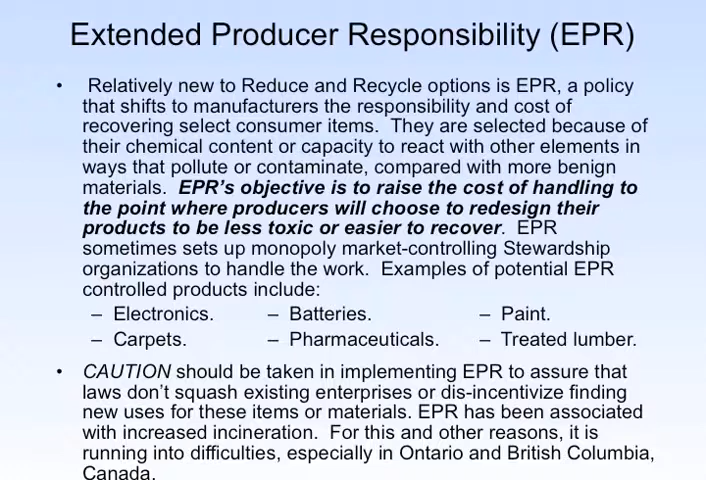 Extended Producer Responsibility (EPR)
• Relatively new to Reduce and Recycle options is EPR, a policy
that shifts to manufacturers the responsibility and cost of
recovering select consumer items. They are selected because of
their chemical content or capacity to react with other elements in
ways that pollute or contaminate, compared with more benign
materials. EPR's objective is to raise the cost of handling to
the point where producers will choose to redesign their
products to be less toxic or easier to recover. EPR
sometimes sets up monopoly market-controlling Stewardship
organizations to handle the work. Examples of potential EPR
controlled products include:
– Electronics. – Batteries. – Paint.
– Carpets. – Pharmaceuticals. – Treated lumber.
• CAUTION should be taken in implementing EPR to assure that
laws don't squash existing enterprises or dis-incentivize finding
new uses for these items or materials. EPR has been associated
with increased incineration. For this and other reasons, it is
running into difficulties, especially in Ontario and British Columbia,
Canada.